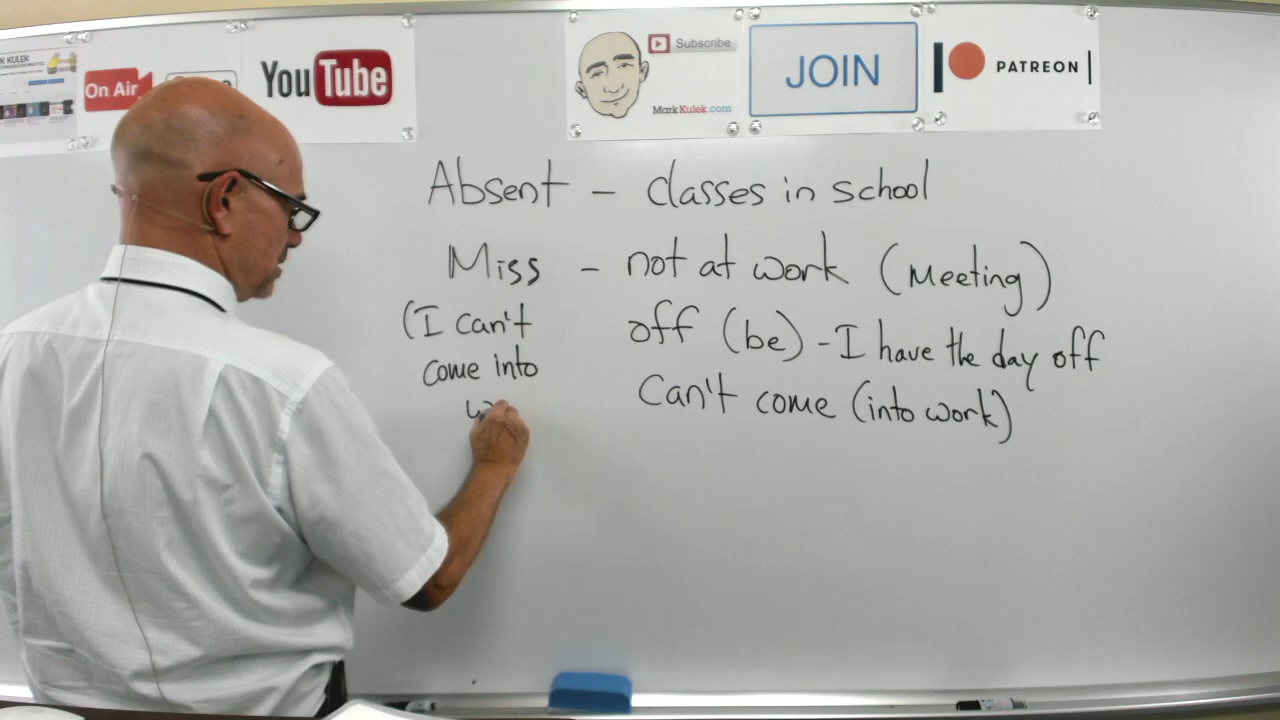 K KULEK
On Air
YouTube
Subscribe
MarkKulek.com
JOIN
PATREON
Absent - classes in school
Miss - not at work (Meeting)
(I can't
come into
w
off (be) - I have the day off
Can't come (into work)